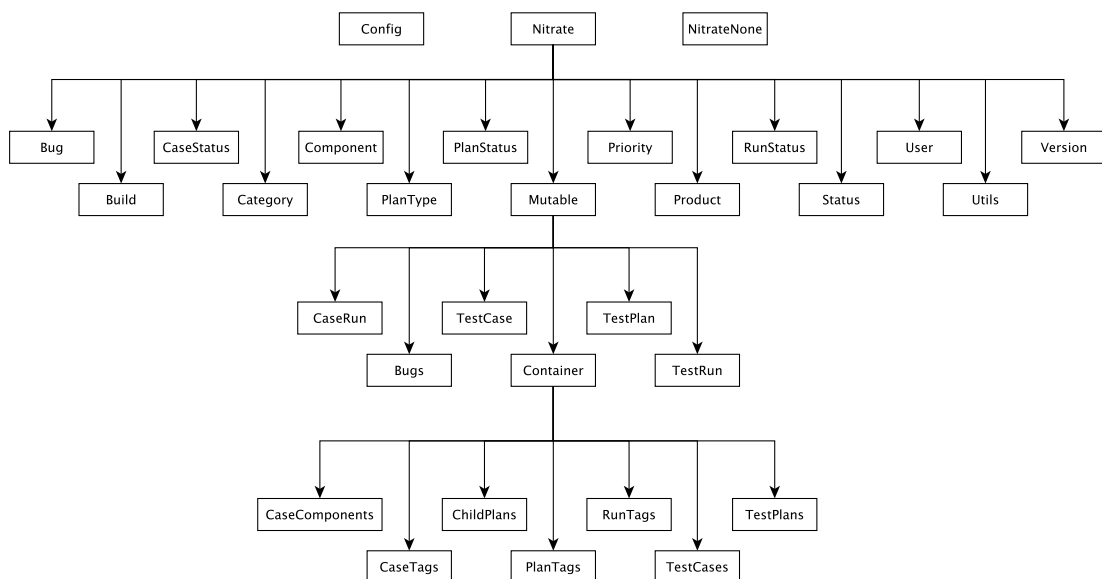 Config
Nitrate
NitrateNone
Bug
CaseStatus
Component
PlanStatus
Priority
RunStatus
User
Version
Build
Category
PlanType
Mutable
Product
Status
Utils
CaseRun
TestCase
TestPlan
Bugs
Container
TestRun
CaseComponents
ChildPlans
RunTags
TestPlans
CaseTags
PlanTags
TestCases